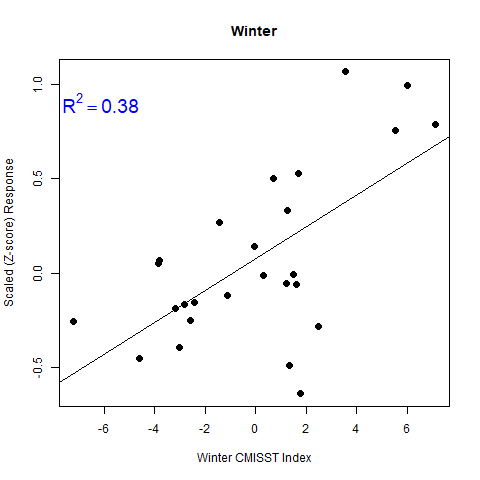 Winter
R² = 0.38
Scaled (Z-score) Response
1.0
0.5
0.0
-0.5
-6 -4 -2 0 2 4 6
Winter CMISST Index